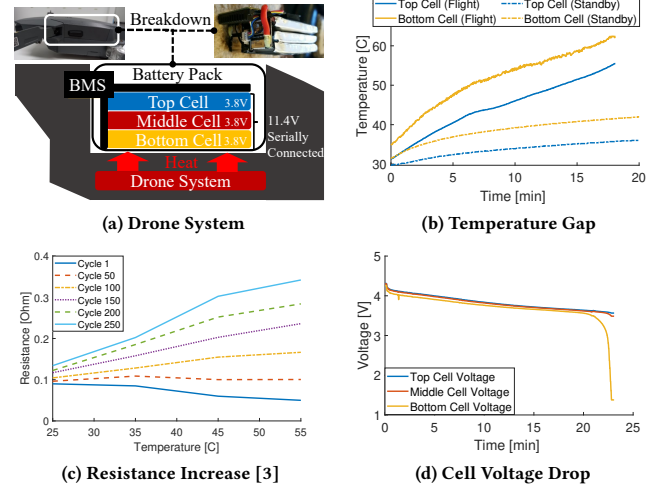 Breakdown
Battery Pack
BMS
Top Cell 3.8V
Middle Cell 3.8V
Bottom Cell 3.8V
11.4V
Serially
Connected
Heat
Drone System
(a) Drone System
Top Cell (Flight) Top Cell (Standby)
Bottom Cell (Flight) Bottom Cell (Standby)
Temperature [C]
60
50
40
30
0 5 10 15 20
Time [min]
(b) Temperature Gap
Resistance [Ohm]
0.4
0.3
0.2
0.1
0
Cycle 1
Cycle 50
Cycle 100
Cycle 150
Cycle 200
Cycle 250
25 30 35 40 45 50 55
Temperature [C]
(c) Resistance Increase [3]
Voltage [V]
5
4
3
2
1
Top Cell Voltage
Middle Cell Voltage
Bottom Cell Voltage
0 5 10 15 20 25
Time [min]
(d) Cell Voltage Drop